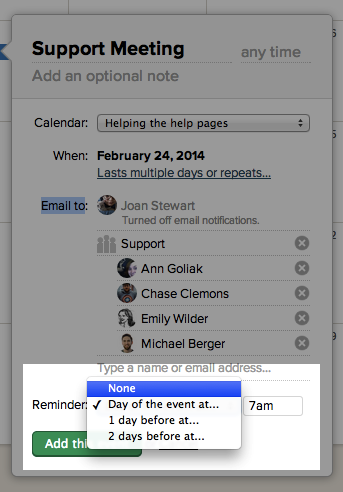 Support Meeting any time
Add an optional note
Calendar: Helping the help pages
When: February 24, 2014
Lasts multiple days or repeats...
Email to: Joan Stewart
Turned off email notifications.
Support
Ann Goliak
Chase Clemons
Emily Wilder
Michael Berger
Type a name or email address...
None
Reminder: ✓ Day of the event at... 7am
1 day before at...
2 days before at...
Add thi